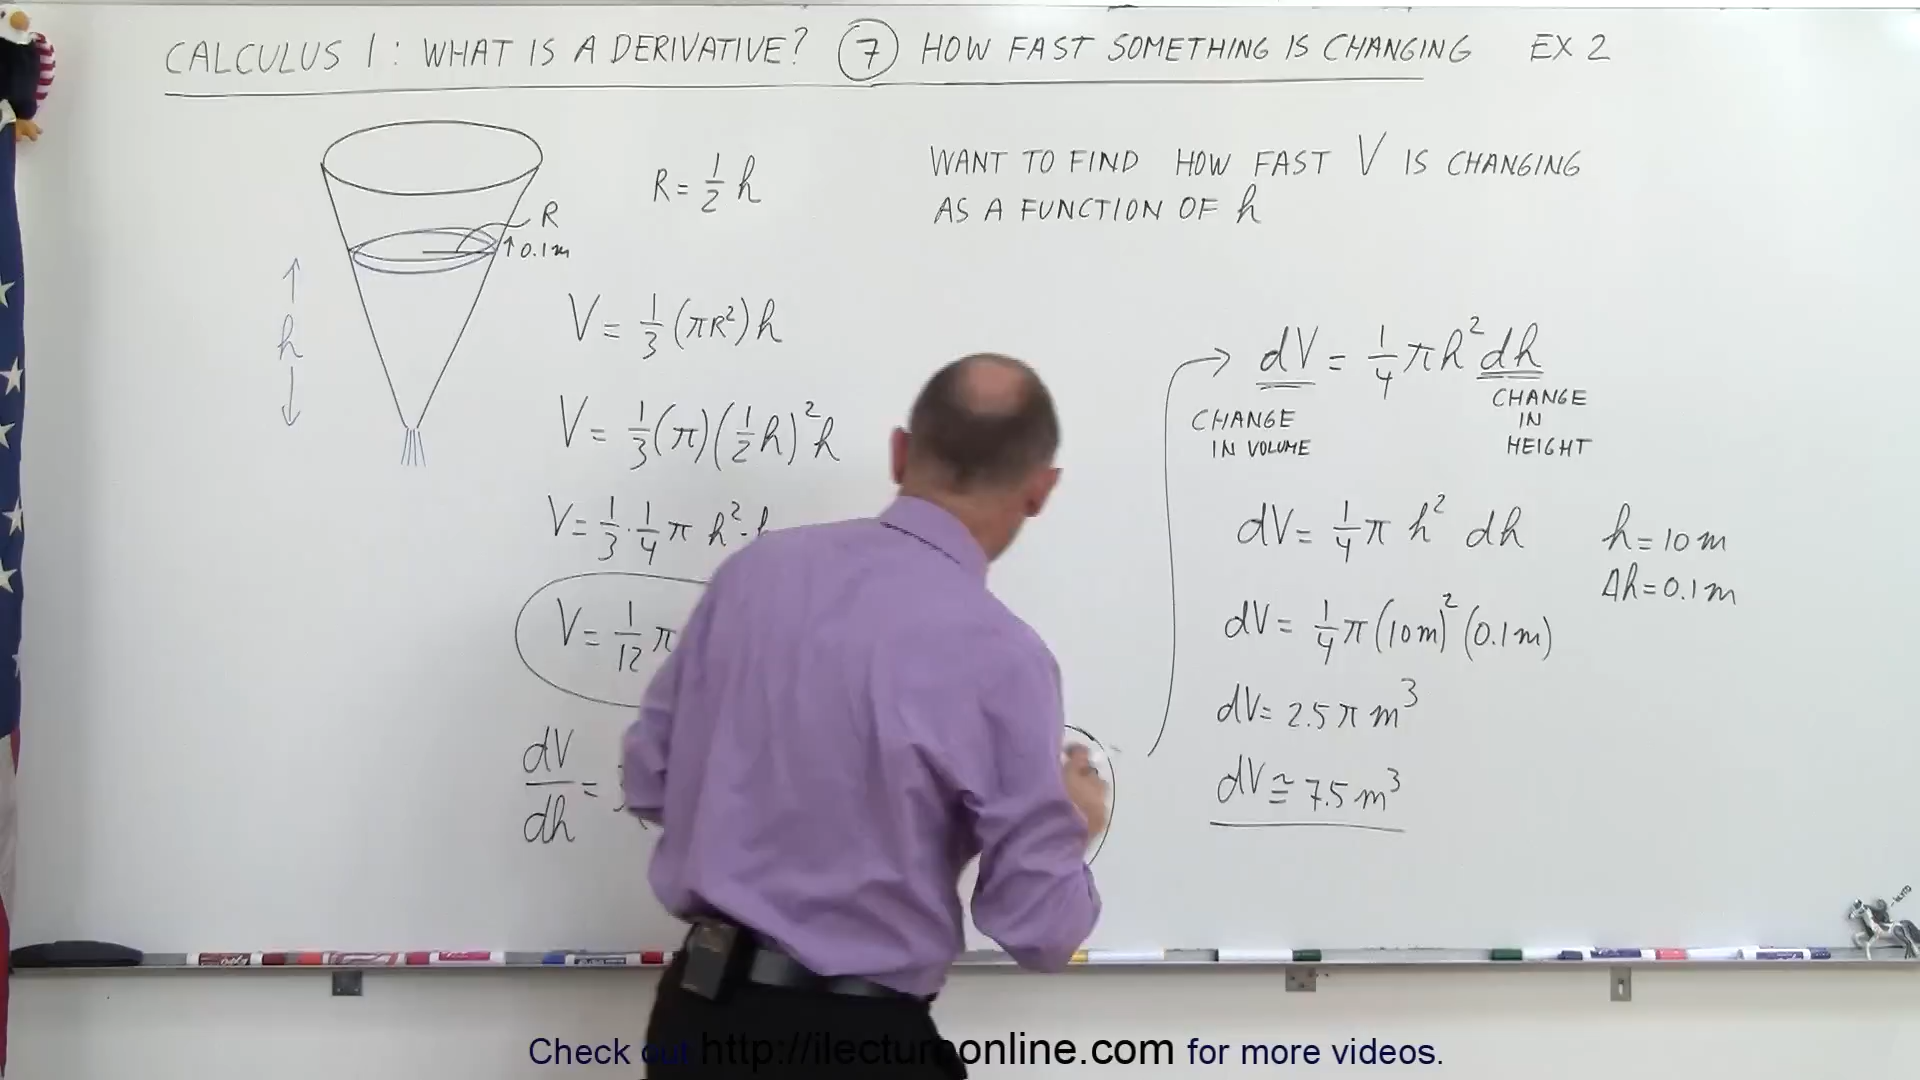 CALCULUS 1: WHAT IS A DERIVATIVE? (7) HOW FAST SOMETHING IS CHANGING EX 2
R = 1/2 h
R
↑0.1m
h
V = 1/3 (πR²) h
V = 1/3 (π)(1/2 h)² h
V = 1/3 · 1/4 π h² · h
V = 1/12 π
dV/dh =
WANT TO FIND HOW FAST V IS CHANGING
AS A FUNCTION OF h
→ dV = 1/4 π h² dh
CHANGE
IN VOLUME
CHANGE
IN
HEIGHT
dV = 1/4 π h² dh
h = 10 m
Δh = 0.1 m
dV = 1/4 π (10m)² (0.1m)
dV = 2.5 π m³
dV ≅ 7.5 m³
Check out http://ilectureonline.com for more videos.